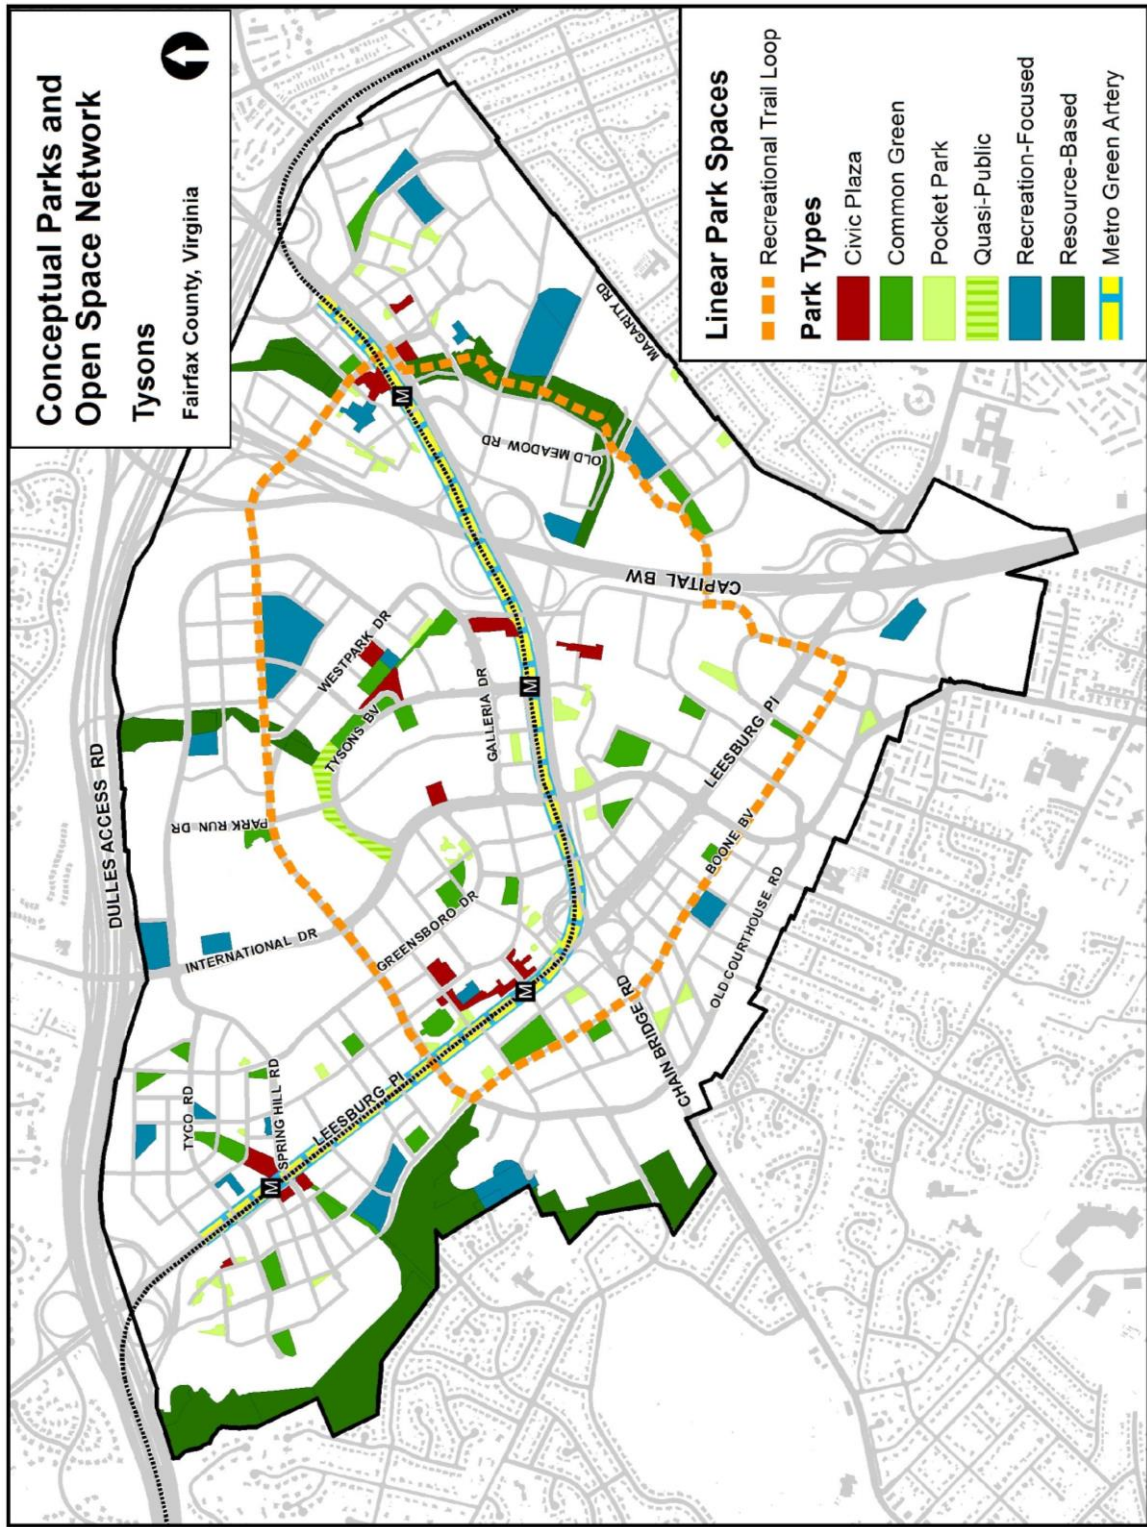 Conceptual Parks and
Open Space Network
Tysons
Fairfax County, Virginia
DULLES ACCESS RD
TYCO RD
SPRING HILL RD
LEESBURG PI
INTERNATIONAL DR
GREENSBORO DR
PARK RUN DR
TYSONS BV
WESTPARK DR
GALLERIA DR
OLD MEADOW RD
MAGARITY RD
CAPITAL BW
LEESBURG PI
BOONE BV
OLD COURTHOUSE RD
CHAIN BRIDGE RD
M
M
M
M
Linear Park Spaces
Recreational Trail Loop
Park Types
Civic Plaza
Common Green
Pocket Park
Quasi-Public
Recreation-Focused
Resource-Based
Metro Green Artery